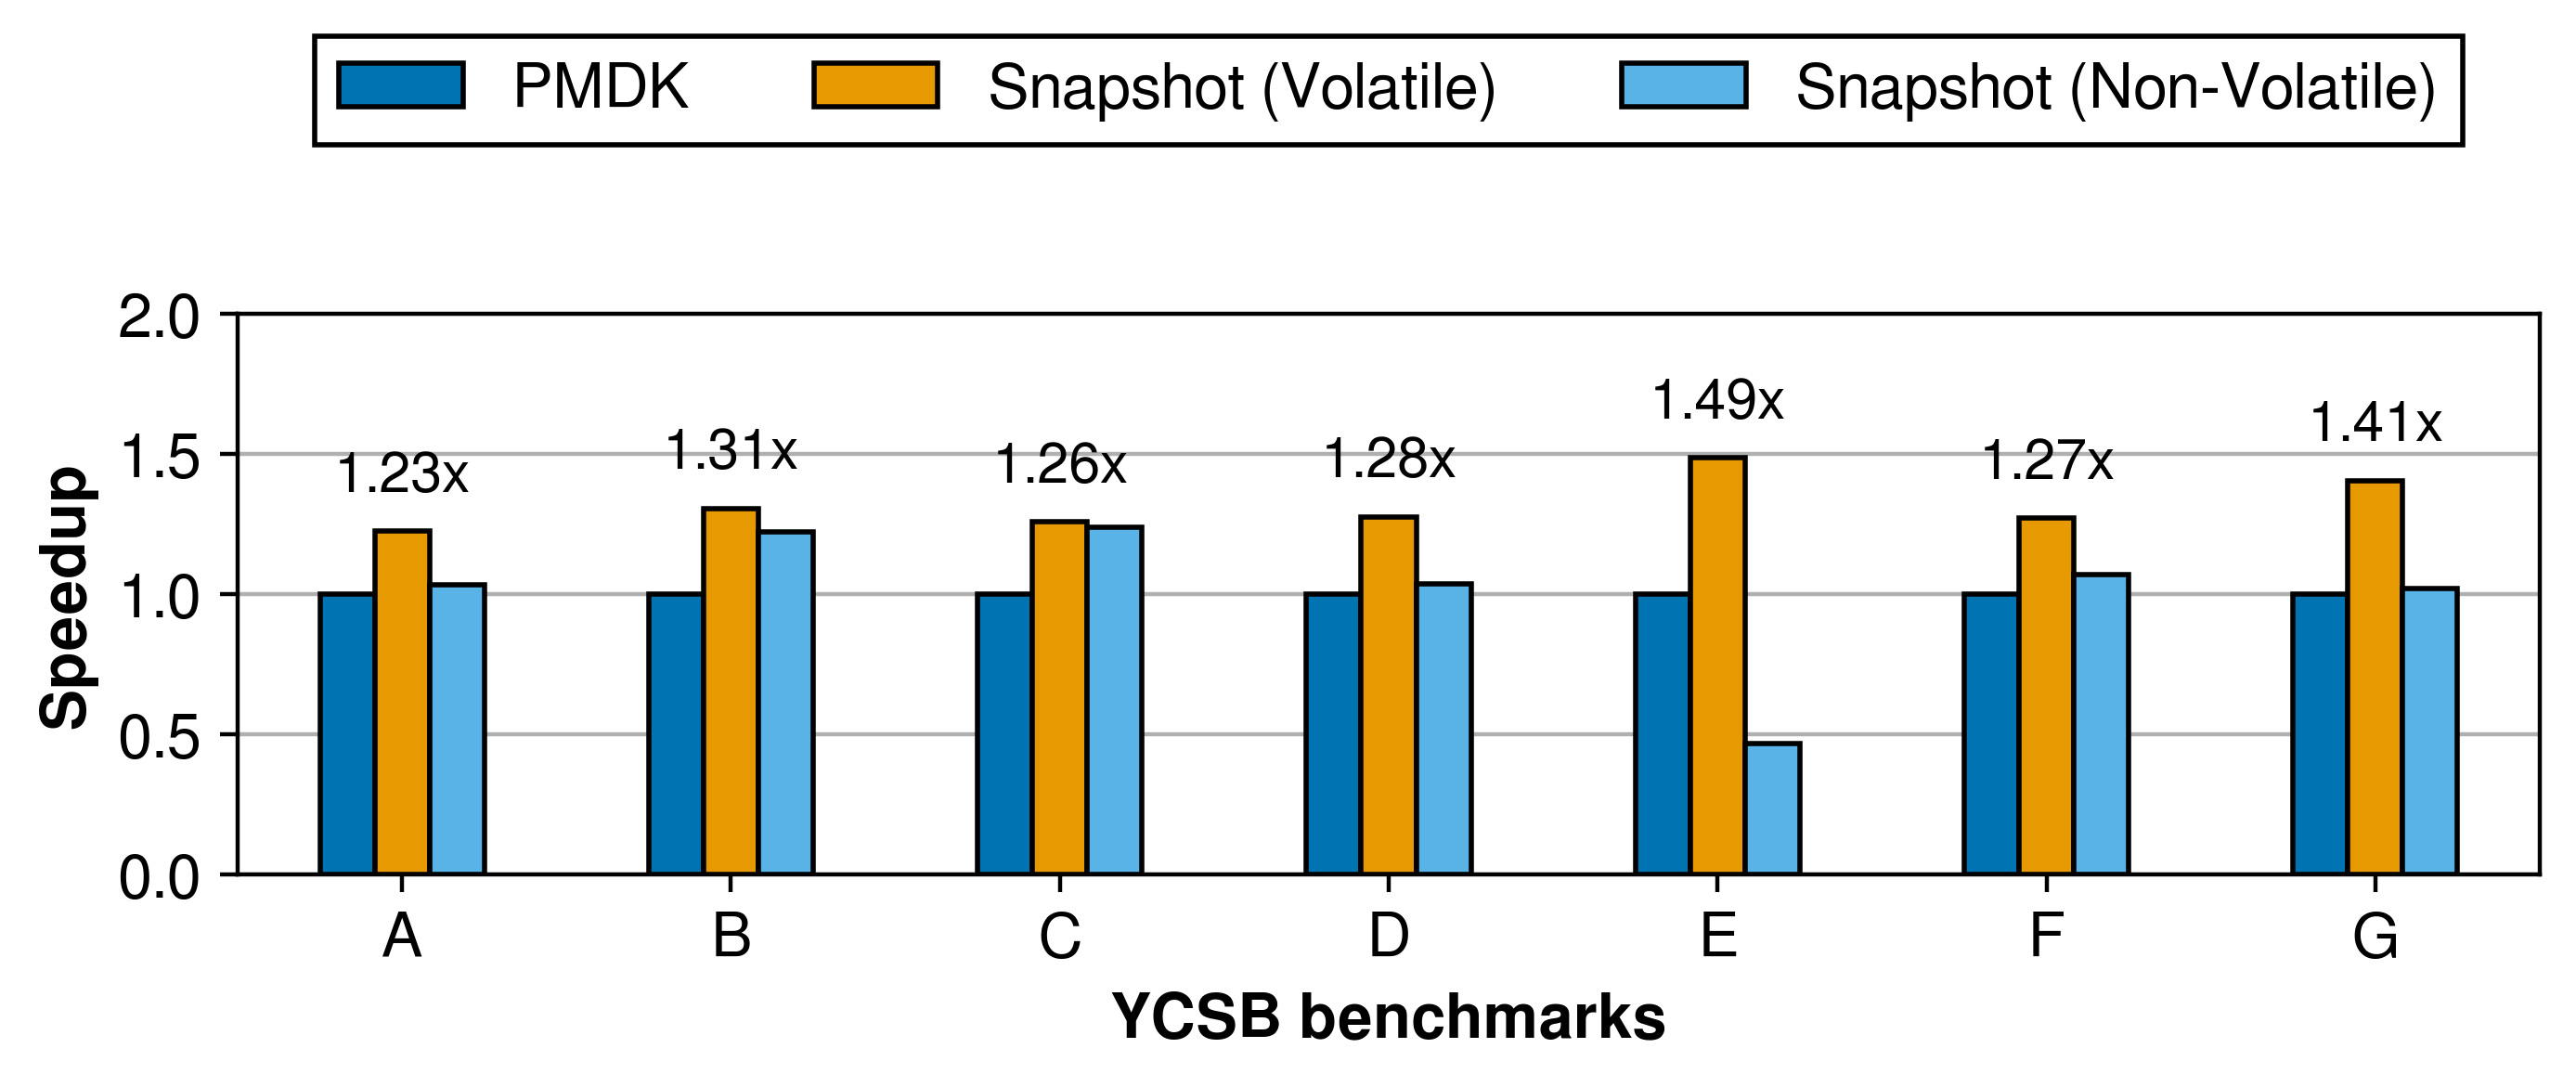 PMDK Snapshot (Volatile) Snapshot (Non-Volatile)
2.0
1.5
1.0
0.5
0.0
Speedup
1.23x 1.31x 1.26x 1.28x 1.49x 1.27x 1.41x
A B C D E F G
YCSB benchmarks